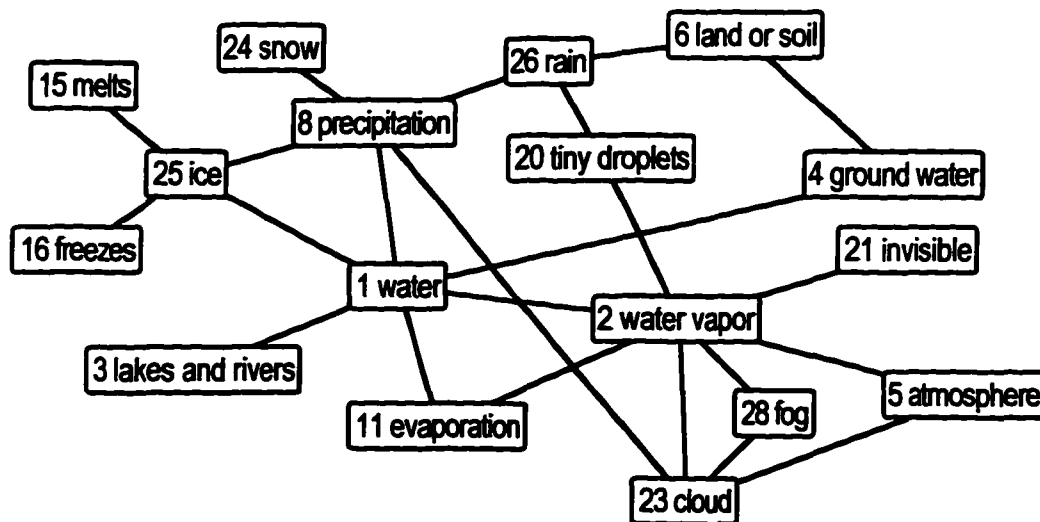 24 snow
6 land or soil
26 rain
15 melts
8 precipitation
20 tiny droplets
25 ice
4 ground water
16 freezes
21 invisible
1 water
2 water vapor
3 lakes and rivers
5 atmosphere
11 evaporation
28 fog
23 cloud